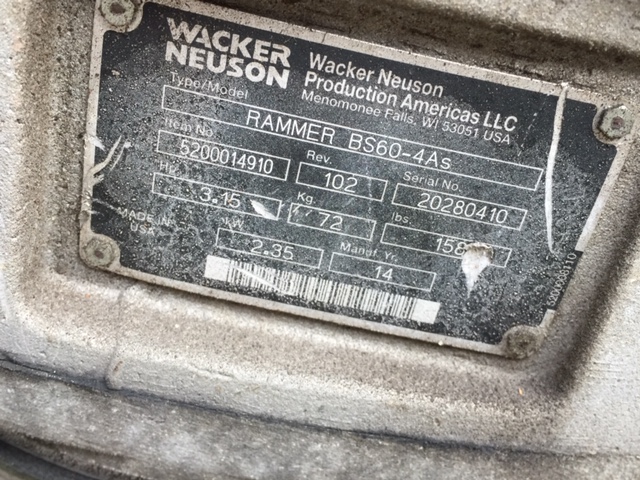 WACKER
NEUSON
Wacker Neuson
Production Americas LLC
Menomonee Falls, WI 53051 USA
Type/Model
RAMMER BS60-4As
Item No. Rev. Serial No.
5200014910 102 20280410
Hp Kg lbs.
3.15 72 158
MADE IN
USA
kW Manuf. Yr.
2.35 14